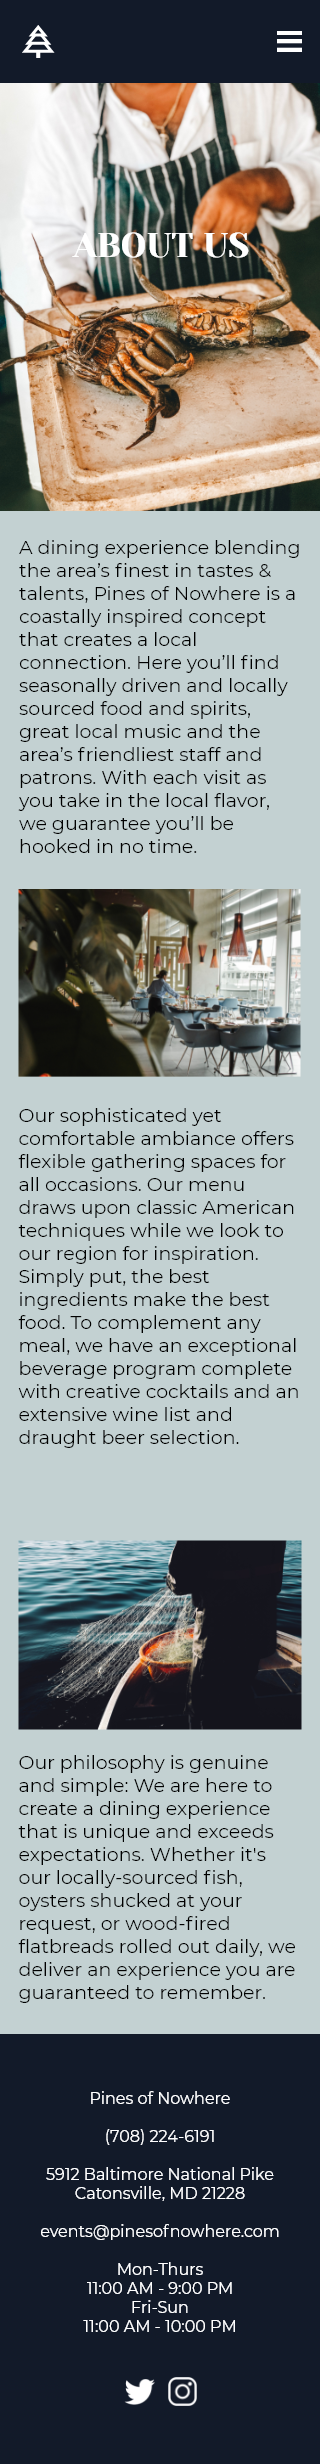 ABOUT US
A dining experience blending
the area’s finest in tastes &
talents, Pines of Nowhere is a
coastally inspired concept
that creates a local
connection. Here you’ll find
seasonally driven and locally
sourced food and spirits,
great local music and the
area’s friendliest staff and
patrons. With each visit as
you take in the local flavor,
we guarantee you’ll be
hooked in no time.
Our sophisticated yet
comfortable ambiance offers
flexible gathering spaces for
all occasions. Our menu
draws upon classic American
techniques while we look to
our region for inspiration.
Simply put, the best
ingredients make the best
food. To complement any
meal, we have an exceptional
beverage program complete
with creative cocktails and an
extensive wine list and
draught beer selection.
Our philosophy is genuine
and simple: We are here to
create a dining experience
that is unique and exceeds
expectations. Whether it's
our locally-sourced fish,
oysters shucked at your
request, or wood-fired
flatbreads rolled out daily, we
deliver an experience you are
guaranteed to remember.
Pines of Nowhere
(708) 224-6191
5912 Baltimore National Pike
Catonsville, MD 21228
events@pinesofnowhere.com
Mon-Thurs
11:00 AM - 9:00 PM
Fri-Sun
11:00 AM - 10:00 PM